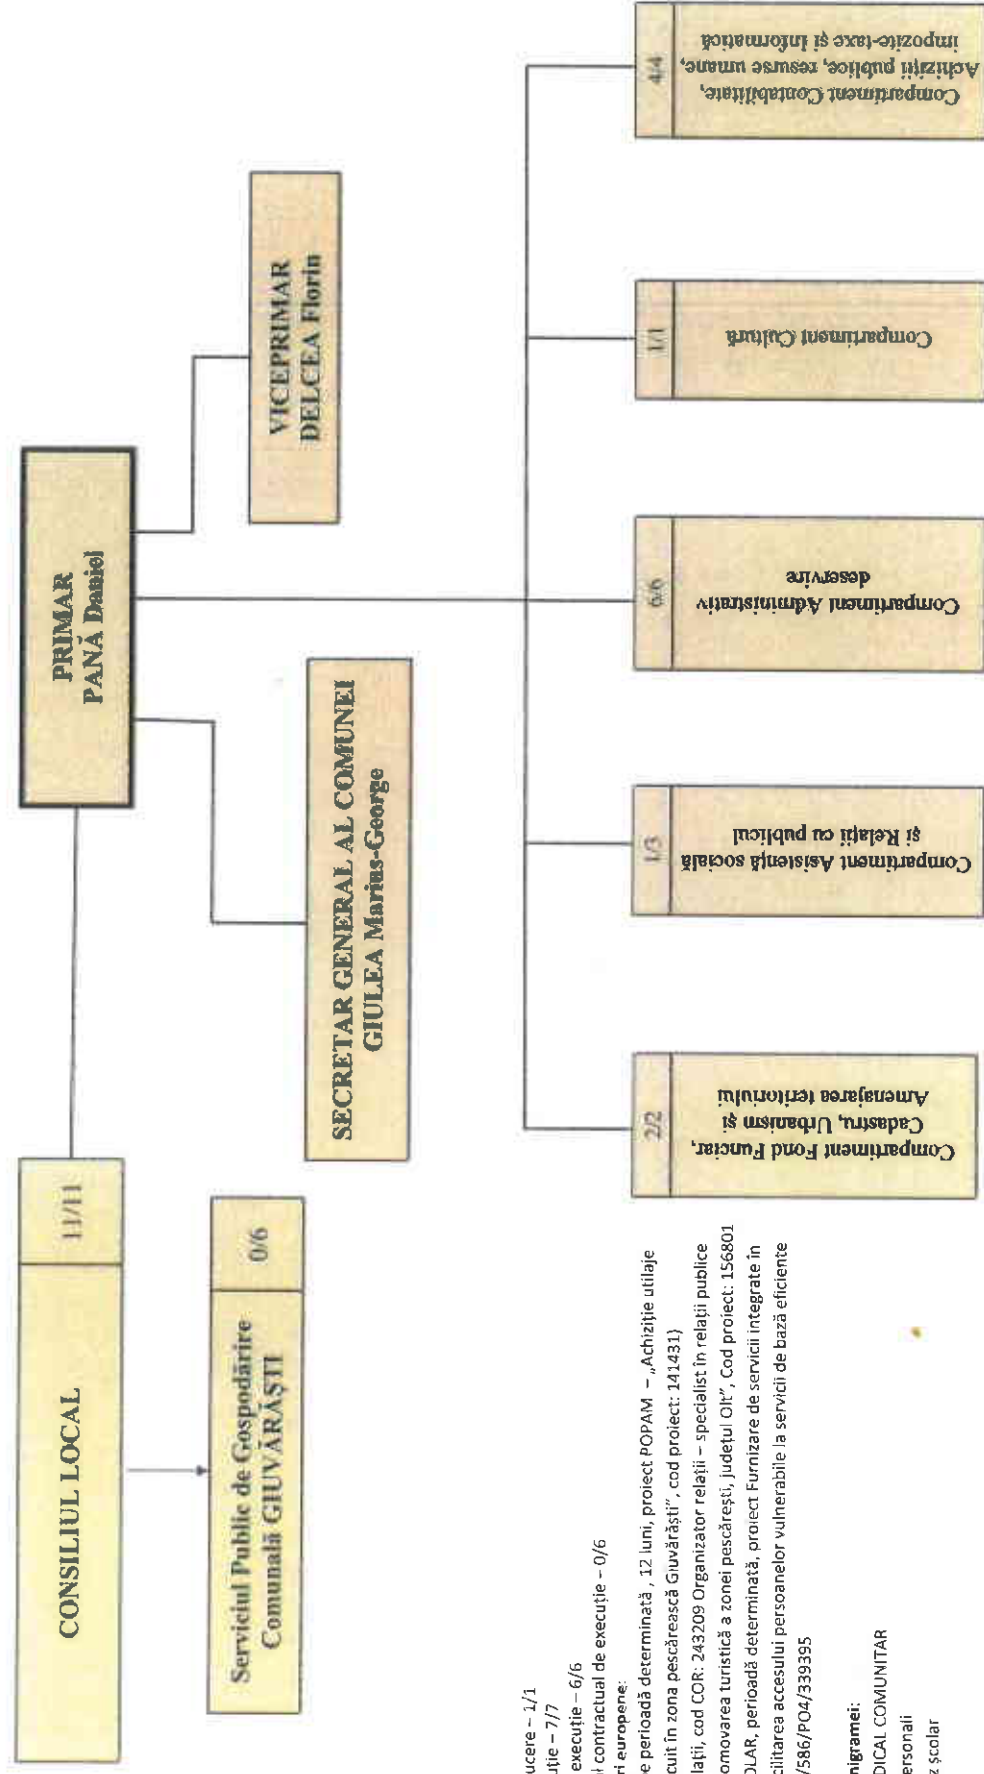 CONSILIUL LOCAL
11/11
Serviciul Public de Gospodărire
Comunală GIUVĂRĂȘTI
0/6
PRIMAR
PANĂ Daniel
SECRETAR GENERAL AL COMUNEI
GIULEA Marius-George
VICEPRIMAR
DELCEA Florin
2/2
Compartiment Fond Funciar,
Cadastru, Urbanism și
Amenajarea teritoriului
1/3
Compartiment Asistență socială
și Relații cu publicul
6/6
Compartiment Administrativ
deservire
1/1
Compartiment Cultură
4/4
Compartiment Contabilitate,
Achiziții publice, resurse umane,
impozite-taxe și Informatică
ucere – 1/1
uție – 7/7
execuție – 6/6
l contractual de execuție – 0/6
ri europene:
e perioadă determinată , 12 luni, proiect POPAM – „Achiziție utilaje
cuit în zona pescărească Giuvărăști”, cod proiect: 141431)
lații, cod COR: 243209 Organizator relații – specialist în relații publice
omovarea turistică a zonei pescărești, județul Olt”, Cod proiect: 156801
OLAR, perioadă determinată, proiect Furnizare de servicii integrate în
cilitarea accesului persoanelor vulnerabile la servicii de bază eficiente
/586/PO4/339395
nigramei:
DICAL COMUNITAR
ersonali
z școlar